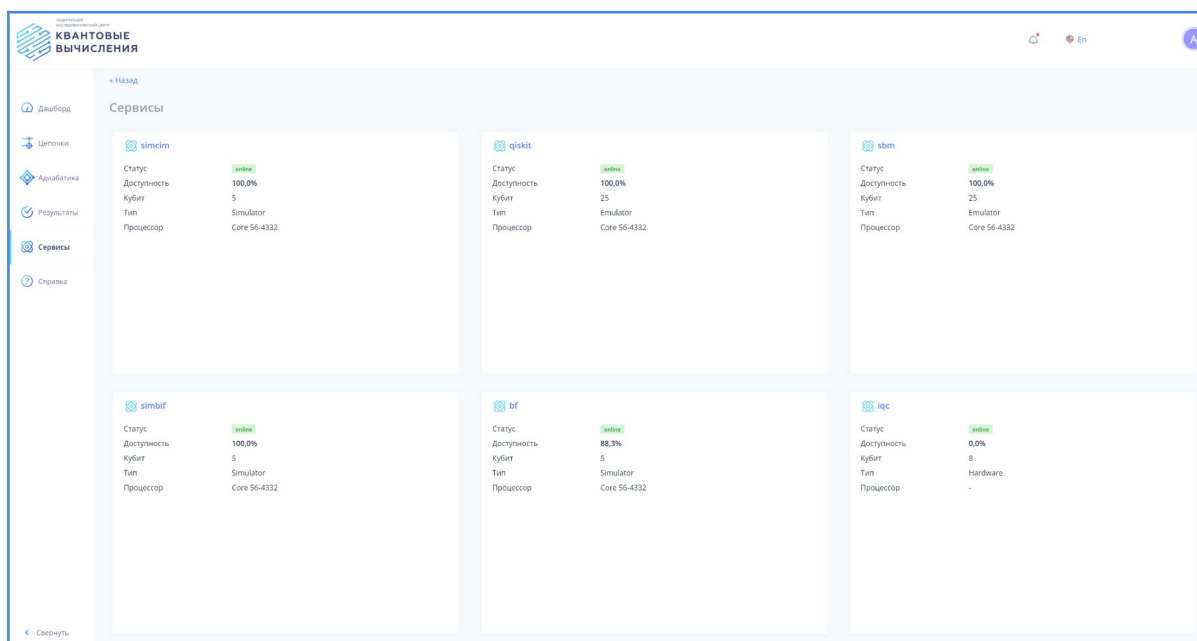 ЛИДИРУЮЩИЙ
ИССЛЕДОВАТЕЛЬСКИЙ ЦЕНТР
КВАНТОВЫЕ
ВЫЧИСЛЕНИЯ
En
A
« Назад
Сервисы
Дашборд
Цепочки
Адиабатика
Результаты
Сервисы
Справка
Свернуть
simcim
Статус online
Доступность 100,0%
Кубит 5
Тип Simulator
Процессор Core 56-4332
qiskit
Статус online
Доступность 100,0%
Кубит 25
Тип Emulator
Процессор Core 56-4332
sbm
Статус online
Доступность 100,0%
Кубит 25
Тип Emulator
Процессор Core 56-4332
simbif
Статус online
Доступность 100,0%
Кубит 5
Тип Simulator
Процессор Core 56-4332
bf
Статус online
Доступность 88,3%
Кубит 5
Тип Simulator
Процессор Core 56-4332
iqc
Статус online
Доступность 0,0%
Кубит 8
Тип Hardware
Процессор -